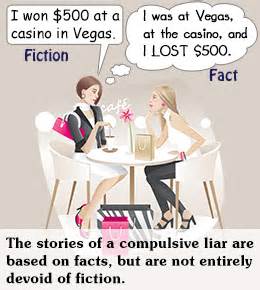 I won $500 at a
casino in Vegas.
Fiction
I was at Vegas,
at the casino, and
I LOST $500.
Fact
café
The stories of a compulsive liar are
based on facts, but are not entirely
devoid of fiction.